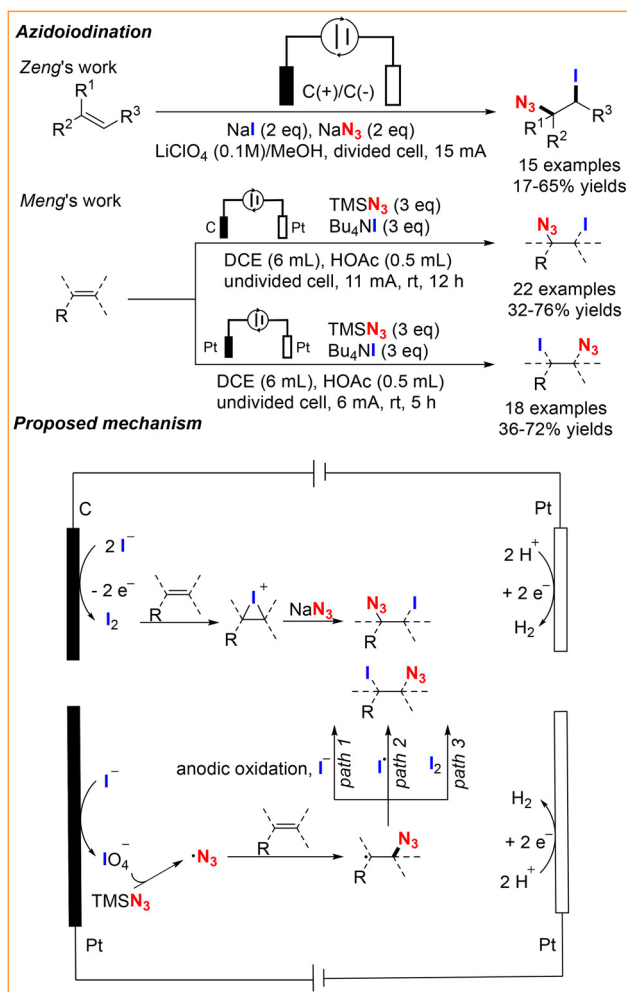 Azidoiodination
Zeng's work
R¹
R²
R³
C(+)/C(-)
NaI (2 eq), NaN₃ (2 eq)
LiClO₄ (0.1M)/MeOH, divided cell, 15 mA
I
N₃
R¹
R²
R³
15 examples
17-65% yields
Meng's work
R
C
Pt
TMSN₃ (3 eq)
Bu₄NI (3 eq)
DCE (6 mL), HOAc (0.5 mL)
undivided cell, 11 mA, rt, 12 h
N₃
I
R
22 examples
32-76% yields
Pt
Pt
TMSN₃ (3 eq)
Bu₄NI (3 eq)
DCE (6 mL), HOAc (0.5 mL)
undivided cell, 6 mA, rt, 5 h
I
N₃
R
18 examples
36-72% yields
Proposed mechanism
C
Pt
2 I⁻
- 2 e⁻
I₂
R
I⁺
R
NaN₃
N₃
I
R
2 H⁺
+ 2 e⁻
H₂
I
N₃
R
anodic oxidation, I⁻
path 1
I•
path 2
I₂
path 3
I⁻
IO₄⁻
TMSN₃
•N₃
R
N₃
R
H₂
+ 2 e⁻
2 H⁺
Pt
Pt